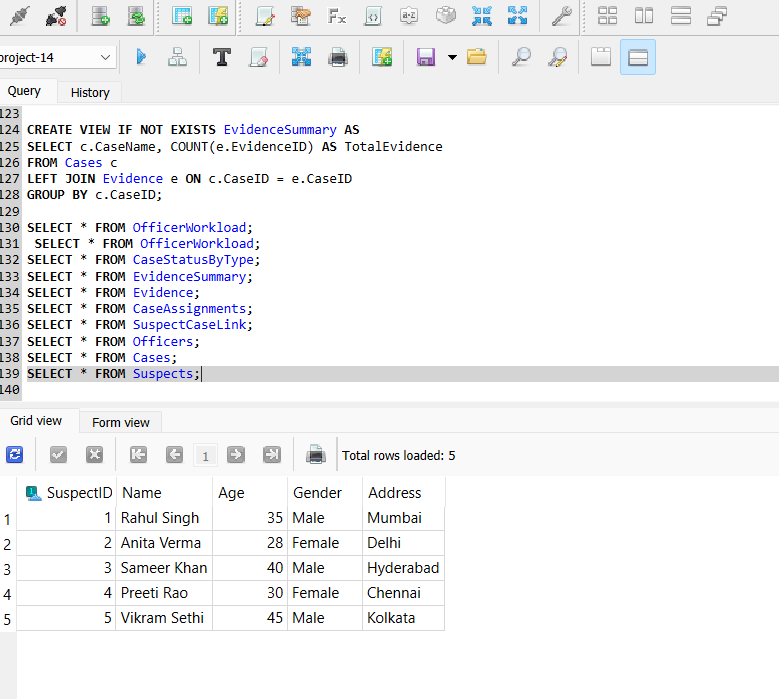 Fx
a-z
project-14
T
Query
History
123
124 CREATE VIEW IF NOT EXISTS EvidenceSummary AS
125 SELECT c.CaseName, COUNT(e.EvidenceID) AS TotalEvidence
126 FROM Cases c
127 LEFT JOIN Evidence e ON c.CaseID = e.CaseID
128 GROUP BY c.CaseID;
129
130 SELECT * FROM OfficerWorkload;
131  SELECT * FROM OfficerWorkload;
132 SELECT * FROM CaseStatusByType;
133 SELECT * FROM EvidenceSummary;
134 SELECT * FROM Evidence;
135 SELECT * FROM CaseAssignments;
136 SELECT * FROM SuspectCaseLink;
137 SELECT * FROM Officers;
138 SELECT * FROM Cases;
139 SELECT * FROM Suspects;
140
Grid view Form view
1 Total rows loaded: 5
SuspectID Name Age Gender Address
1 1 Rahul Singh 35 Male Mumbai
2 2 Anita Verma 28 Female Delhi
3 3 Sameer Khan 40 Male Hyderabad
4 4 Preeti Rao 30 Female Chennai
5 5 Vikram Sethi 45 Male Kolkata